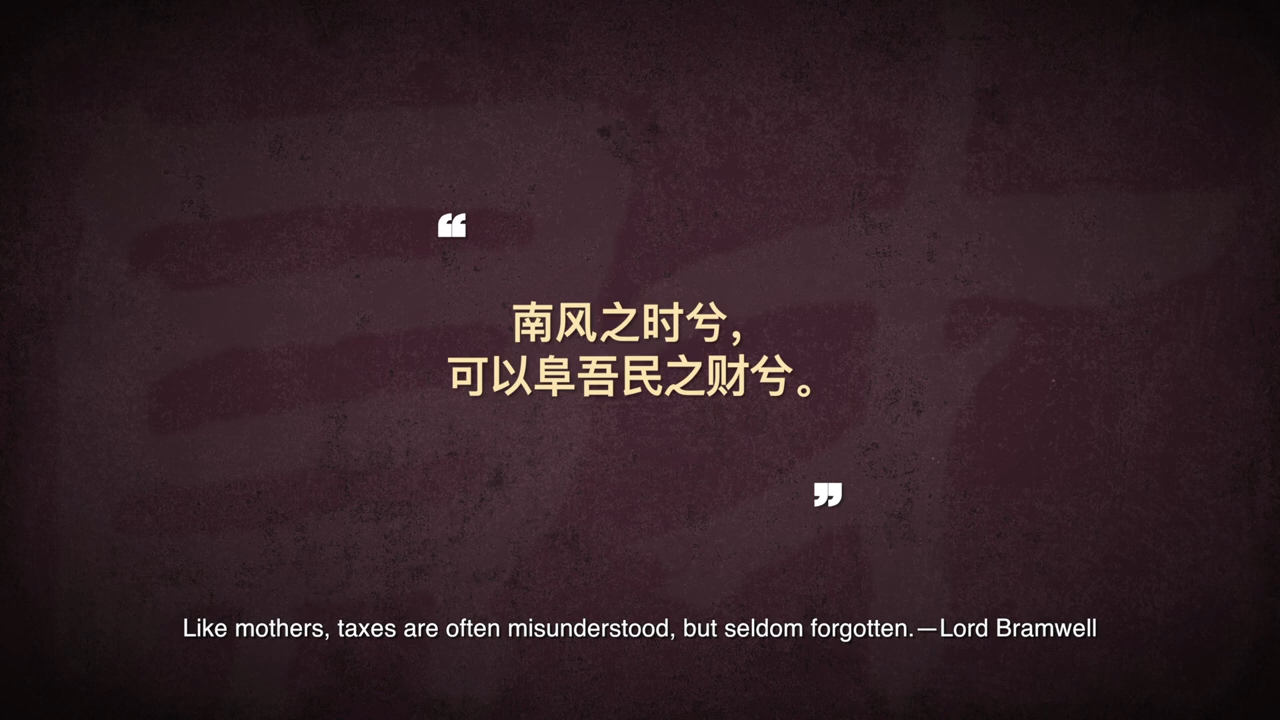 “
南风之时兮，
可以阜吾民之财兮。
”
Like mothers, taxes are often misunderstood, but seldom forgotten.—Lord Bramwell